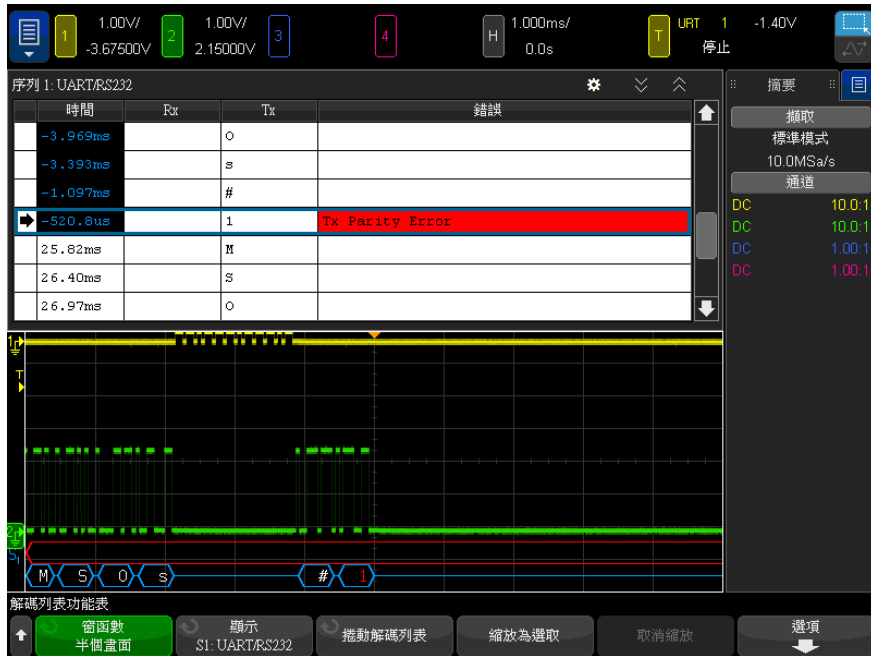 1 1.00V/ 2 1.00V/ 3 4 H 1.000ms/ T URT 1 -1.40V
-3.67500V 2.15000V 0.0s 停止
序列 1: UART/RS232
時間 Rx Tx 錯誤
-3.969ms O
-3.393ms s
-1.097ms #
-520.8us 1 Tx Parity Error
25.82ms M
26.40ms S
26.97ms O
摘要
擷取
標準模式
10.0MSa/s
通道
DC 10.0:1
DC 10.0:1
DC 1.00:1
DC 1.00:1
1
T
2
S1
M S O s # 1
解碼列表功能表
窗函數
半個畫面
顯示
S1: UART/RS232
捲動解碼列表
縮放為選取
取消縮放
選項